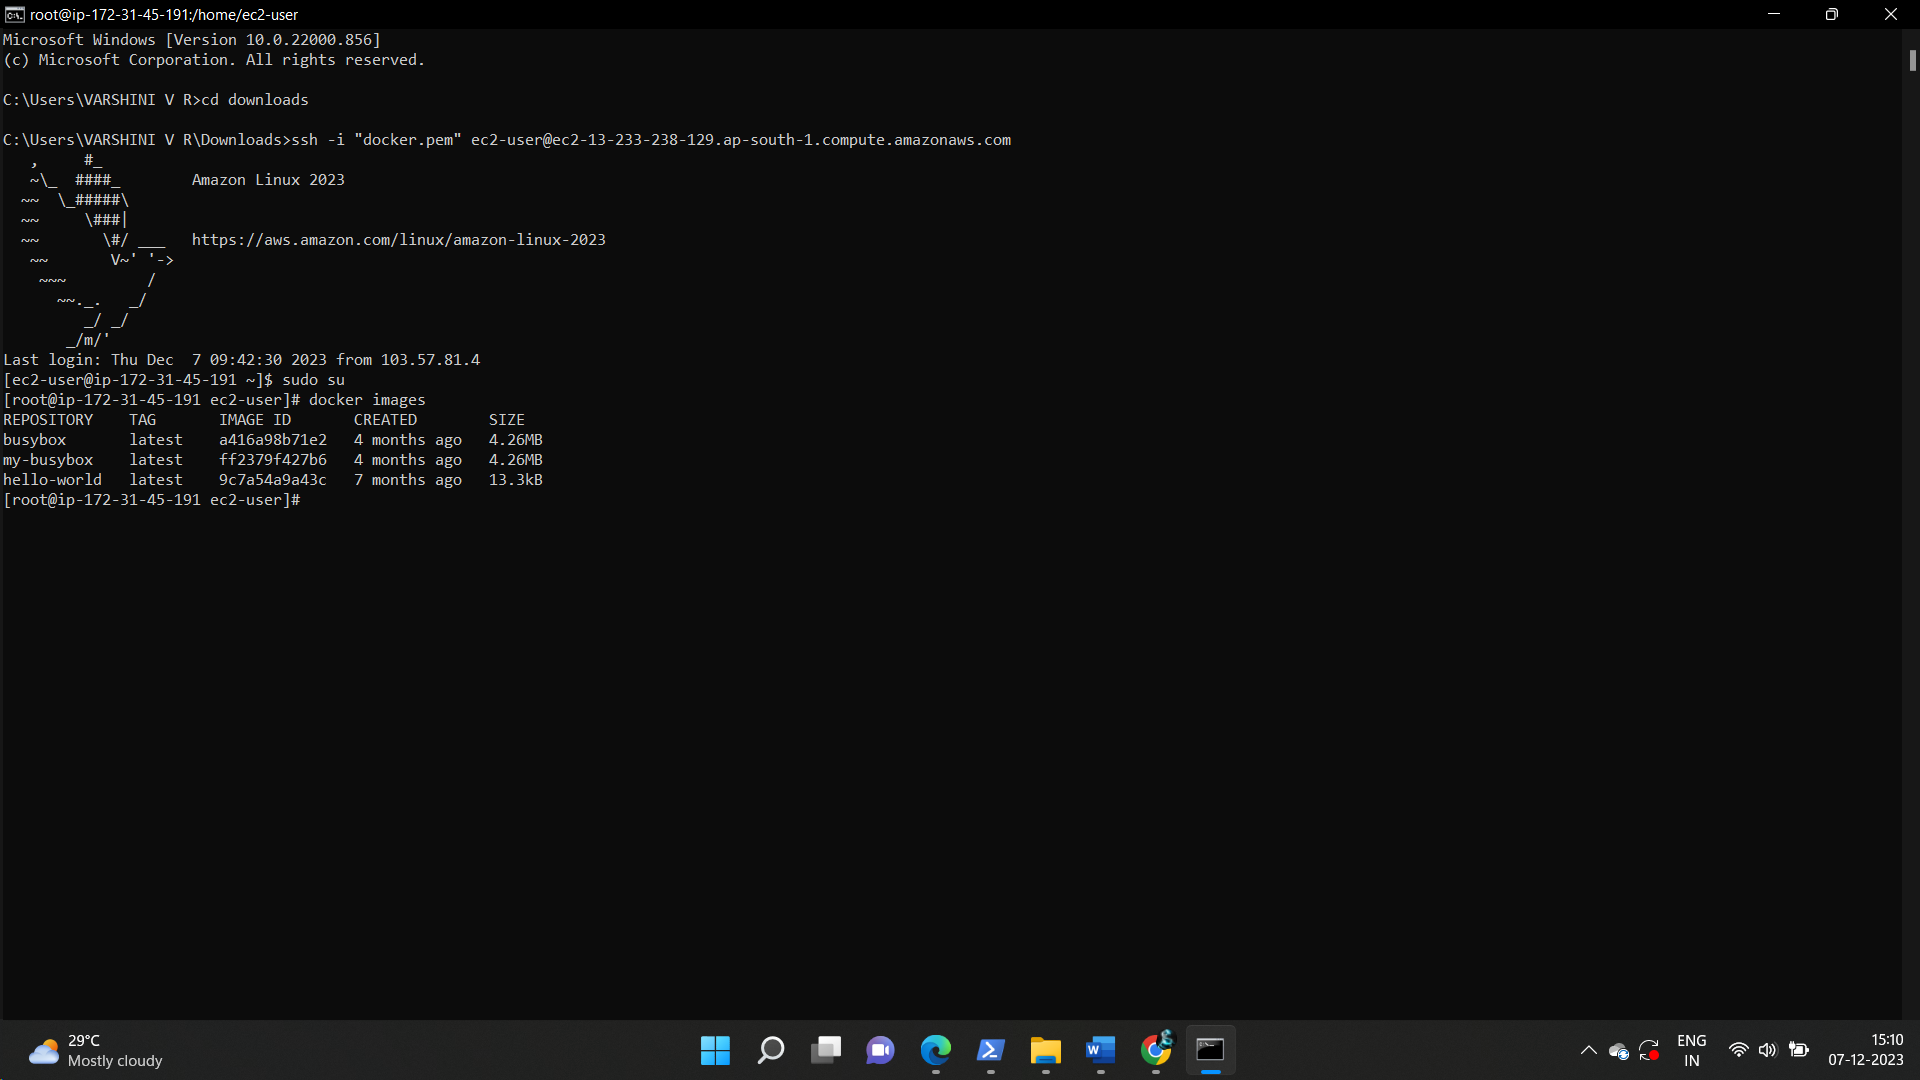 root@ip-172-31-45-191:/home/ec2-user
Microsoft Windows [Version 10.0.22000.856]
(c) Microsoft Corporation. All rights reserved.
C:\Users\VARSHINI V R>cd downloads
C:\Users\VARSHINI V R\Downloads>ssh -i "docker.pem" ec2-user@ec2-13-233-238-129.ap-south-1.compute.amazonaws.com
   ,     #_
   ~\_  ####_        Amazon Linux 2023
  ~~  \_#####\
  ~~     \###|
  ~~       \#/ ___   https://aws.amazon.com/linux/amazon-linux-2023
   ~~       V~' '->
    ~~~         /
      ~~._.   _/
         _/ _/
       _/m/'
Last login: Thu Dec  7 09:42:30 2023 from 103.57.81.4
[ec2-user@ip-172-31-45-191 ~]$ sudo su
[root@ip-172-31-45-191 ec2-user]# docker images
REPOSITORY    TAG       IMAGE ID       CREATED        SIZE
busybox       latest    a416a98b71e2   4 months ago   4.26MB
my-busybox    latest    ff2379f427b6   4 months ago   4.26MB
hello-world   latest    9c7a54a9a43c   7 months ago   13.3kB
[root@ip-172-31-45-191 ec2-user]#
29°C
Mostly cloudy
ENG
IN
15:10
07-12-2023